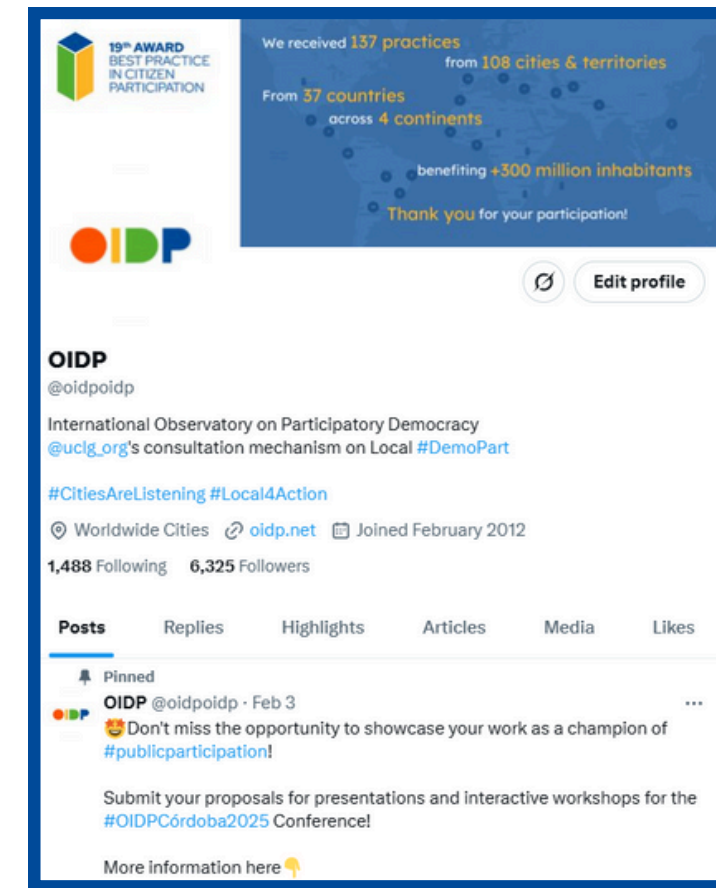 19th AWARD
BEST PRACTICE
IN CITIZEN
PARTICIPATION
We received 137 practices
from 108 cities & territories
From 37 countries
across 4 continents
benefiting +300 million inhabitants
Thank you for your participation!
OIDP
Edit profile
OIDP
@oidpoidp
International Observatory on Participatory Democracy
@uclg_org's consultation mechanism on Local #DemoPart
#CitiesAreListening #Local4Action
Worldwide Cities oidp.net Joined February 2012
1,488 Following 6,325 Followers
Posts Replies Highlights Articles Media Likes
Pinned
OIDP
OIDP @oidpoidp · Feb 3
🤩Don't miss the opportunity to showcase your work as a champion of
#publicparticipation!
Submit your proposals for presentations and interactive workshops for the
#OIDPCórdoba2025 Conference!
More information here👇